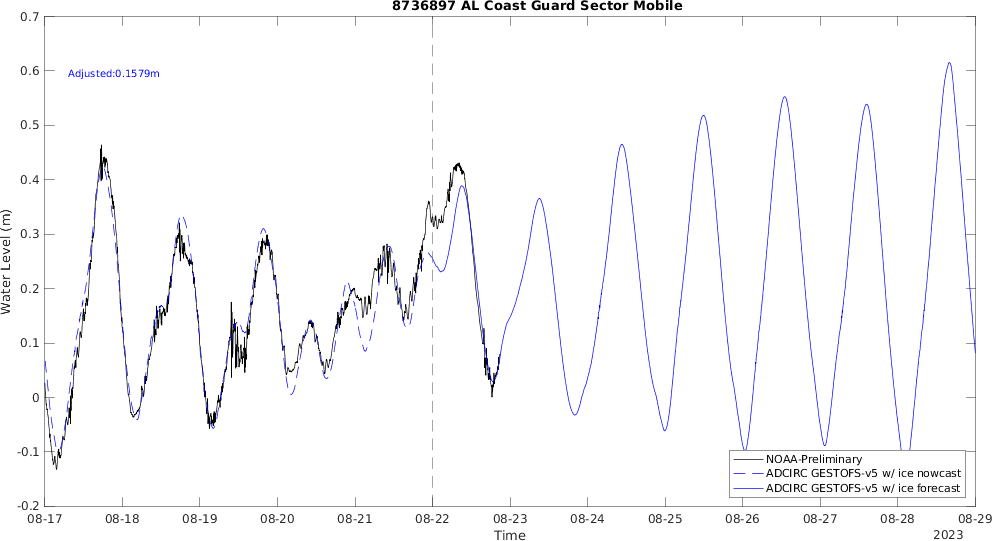 8736897 AL Coast Guard Sector Mobile
0.7
0.6
0.5
0.4
0.3
0.2
0.1
0
-0.1
-0.2
Water Level (m)
Adjusted:0.1579m
NOAA-Preliminary
ADCIRC GESTOFS-v5 w/ ice nowcast
ADCIRC GESTOFS-v5 w/ ice forecast
08-17 08-18 08-19 08-20 08-21 08-22 08-23 08-24 08-25 08-26 08-27 08-28 08-29
Time
2023